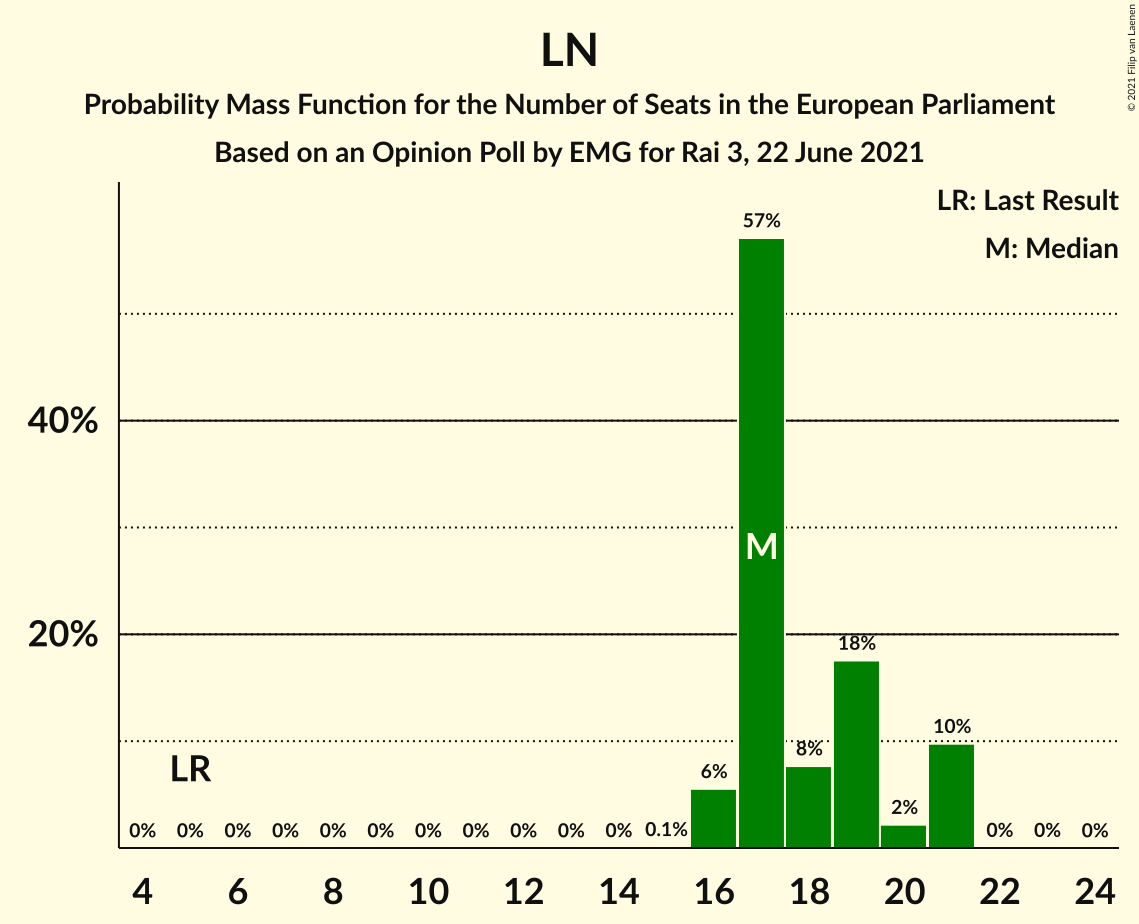 © 2021 Filip van Laenen
LN
Probability Mass Function for the Number of Seats in the European Parliament
Based on an Opinion Poll by EMG for Rai 3, 22 June 2021
LR: Last Result
M: Median
57%
40%
M
20%
18%
10%
8%
LR
6%
2%
0% 0% 0% 0% 0% 0% 0% 0% 0% 0% 0% 0.1% 0% 0% 0%
4 6 8 10 12 14 16 18 20 22 24